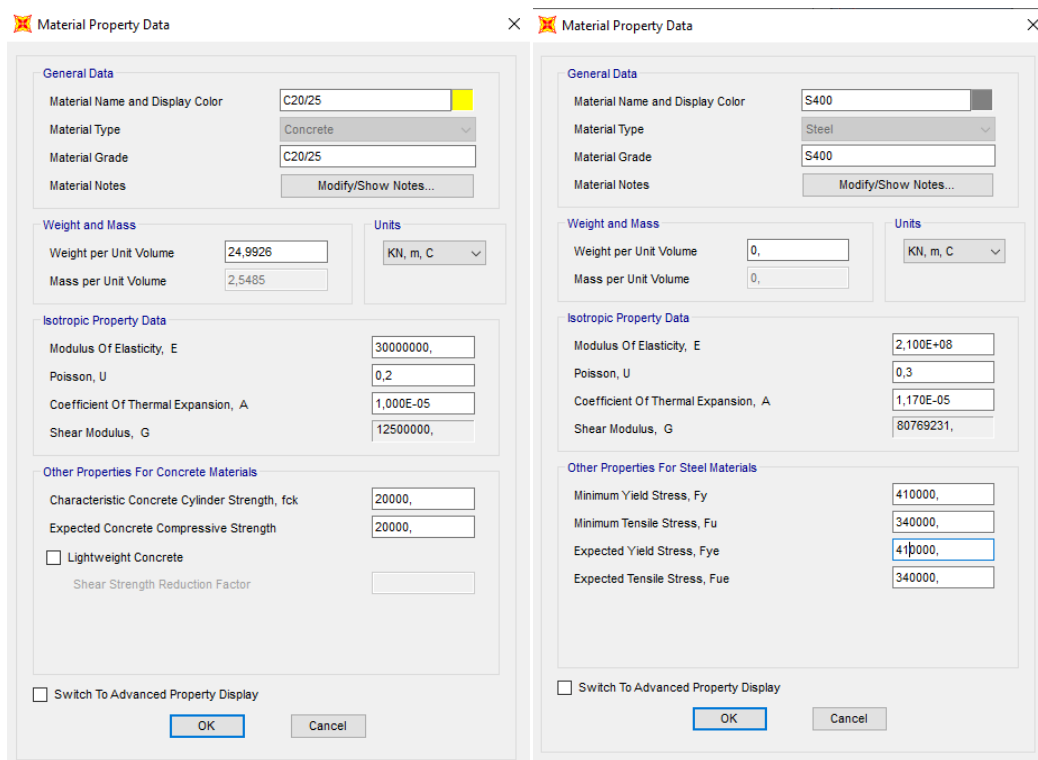 Material Property Data
General Data
Material Name and Display Color C20/25
Material Type Concrete
Material Grade C20/25
Material Notes Modify/Show Notes...
Weight and Mass
Weight per Unit Volume 24,9926
Mass per Unit Volume 2,5485
Units
KN, m, C
Isotropic Property Data
Modulus Of Elasticity, E 30000000,
Poisson, U 0,2
Coefficient Of Thermal Expansion, A 1,000E-05
Shear Modulus, G 12500000,
Other Properties For Concrete Materials
Characteristic Concrete Cylinder Strength, fck 20000,
Expected Concrete Compressive Strength 20000,
Lightweight Concrete
Shear Strength Reduction Factor
Switch To Advanced Property Display
OK Cancel
Material Property Data
General Data
Material Name and Display Color S400
Material Type Steel
Material Grade S400
Material Notes Modify/Show Notes...
Weight and Mass
Weight per Unit Volume 0,
Mass per Unit Volume 0,
Units
KN, m, C
Isotropic Property Data
Modulus Of Elasticity, E 2,100E+08
Poisson, U 0,3
Coefficient Of Thermal Expansion, A 1,170E-05
Shear Modulus, G 80769231,
Other Properties For Steel Materials
Minimum Yield Stress, Fy 410000,
Minimum Tensile Stress, Fu 340000,
Expected Yield Stress, Fye 410000,
Expected Tensile Stress, Fue 340000,
Switch To Advanced Property Display
OK Cancel